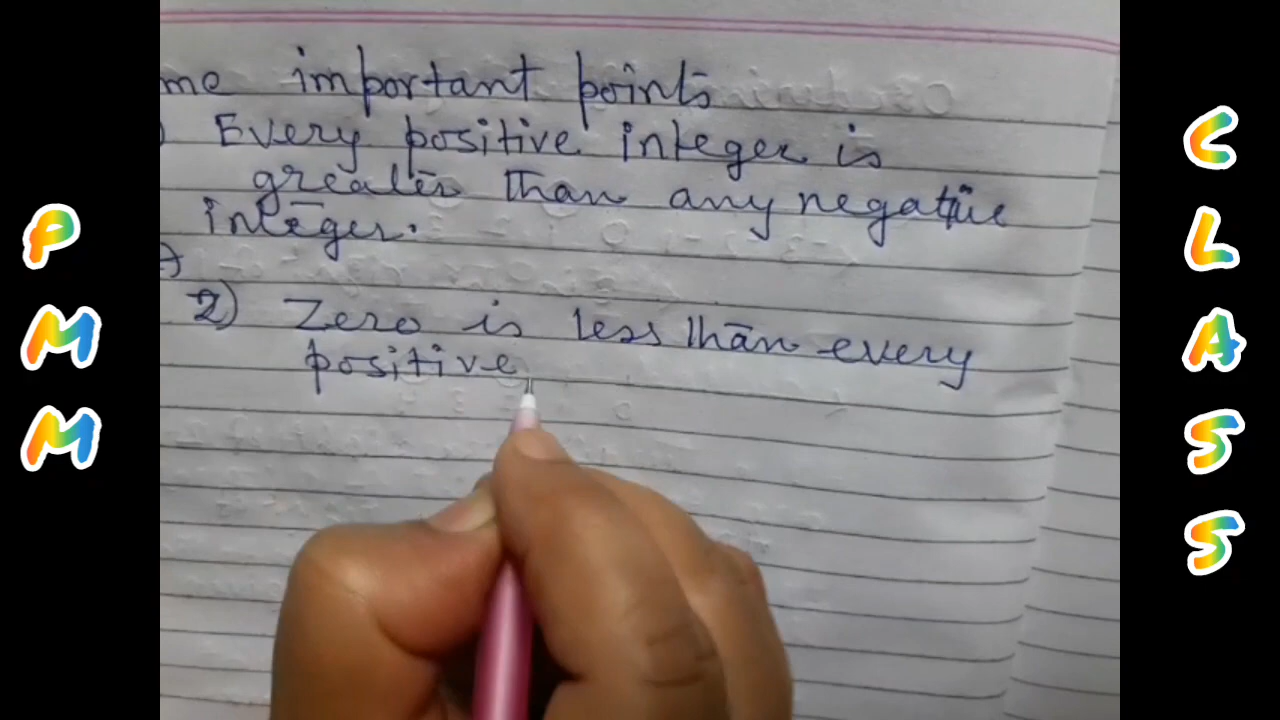 me important points
) Every positive integer is
greater than any negative
integer.
2) Zero is less than every
positive
PMM
CLASS